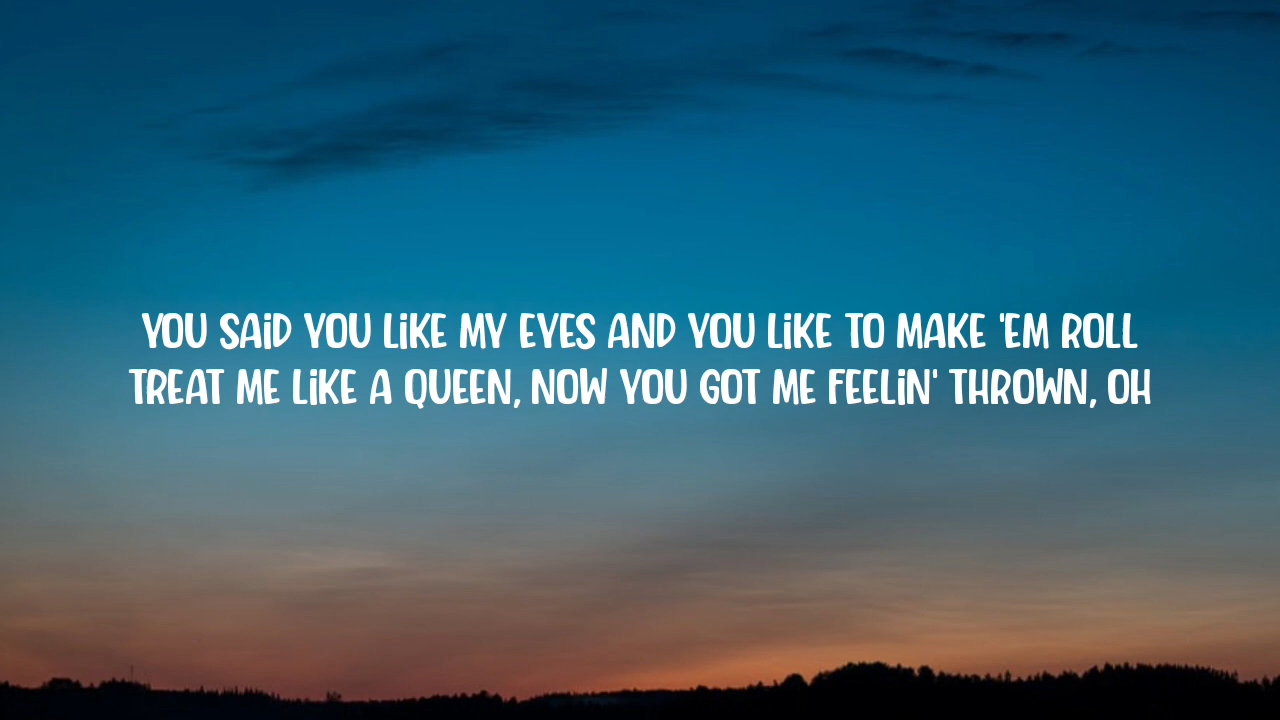 YOU SAID YOU LIKE MY EYES AND YOU LIKE TO MAKE 'EM ROLL
TREAT ME LIKE A QUEEN, NOW YOU GOT ME FEELIN' THROWN, OH